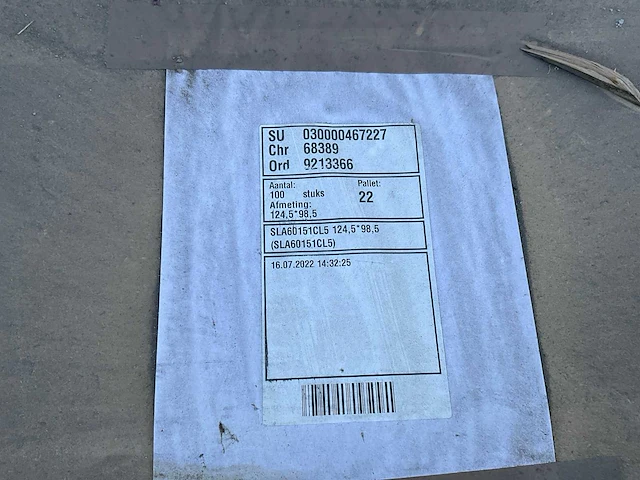 SU 030000467227
Chr 68389
Ord 9213366
Aantal: Pallet:
100 stuks 22
Afmeting:
124,5*98,5
SLA60151CL5 124,5*98,5
(SLA60151CL5)
16.07.2022 14:32:25